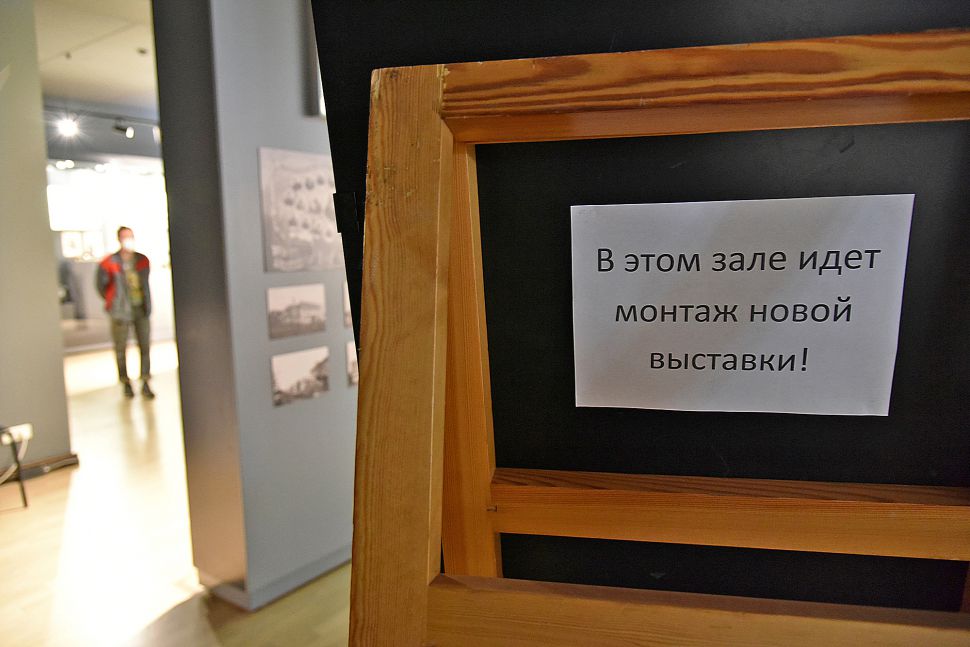 В этом зале идет
монтаж новой
выставки!